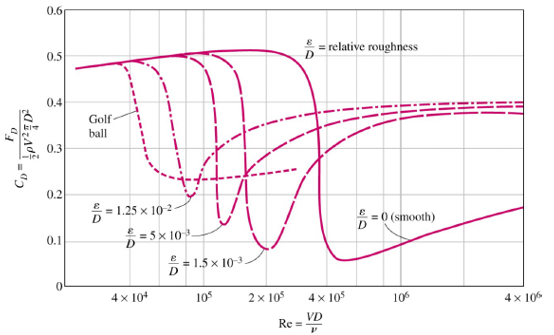 0.6
0.5
0.4
0.3
0.2
0.1
0
C_D = F_D / ½ρV² π/4 D²
ε/D = relative roughness
Golf
ball
ε/D = 1.25 × 10⁻²
ε/D = 5 × 10⁻³
ε/D = 1.5 × 10⁻³
ε/D = 0 (smooth)
4 × 10⁴ 10⁵ 2 × 10⁵ 4 × 10⁵ 10⁶ 4 × 10⁶
Re = VD/ν